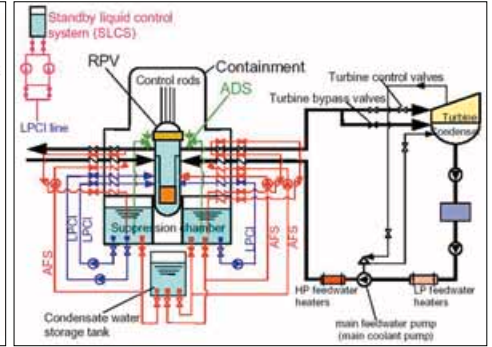 Standby liquid control
system (SLCS)
RPV
Containment
Control rods
ADS
Turbine control valves
Turbine bypass valves
LPCI line
Turbine
Condenser
Suppression chamber
AFS
LPCI
LPCI
LPCI
AFS
AFS
Condensate water
storage tank
HP feedwater
heaters
LP feedwater
heaters
main feedwater pump
(main coolant pump)